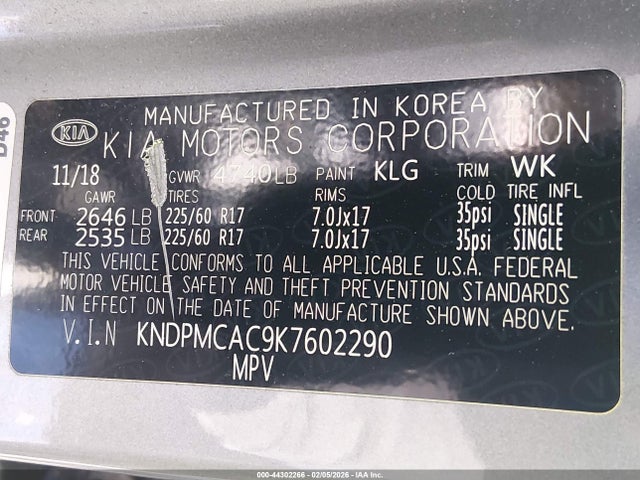 D46
KIA
MANUFACTURED IN KOREA BY
KIA MOTORS CORPORATION
11/18 GVWR 4740LB PAINT KLG TRIM WK
GAWR TIRES RIMS COLD TIRE INFL
FRONT 2646 LB 225/60 R17 7.0Jx17 35psi SINGLE
REAR 2535 LB 225/60 R17 7.0Jx17 35psi SINGLE
THIS VEHICLE CONFORMS TO ALL APPLICABLE U.S.A. FEDERAL
MOTOR VEHICLE SAFETY AND THEFT PREVENTION STANDARDS
IN EFFECT ON THE DATE OF MANUFACTURE SHOWN ABOVE.
V.I.N KNDPMCAC9K7602290
MPV
000-44302266 - 02/05/2026 - IAA Inc.